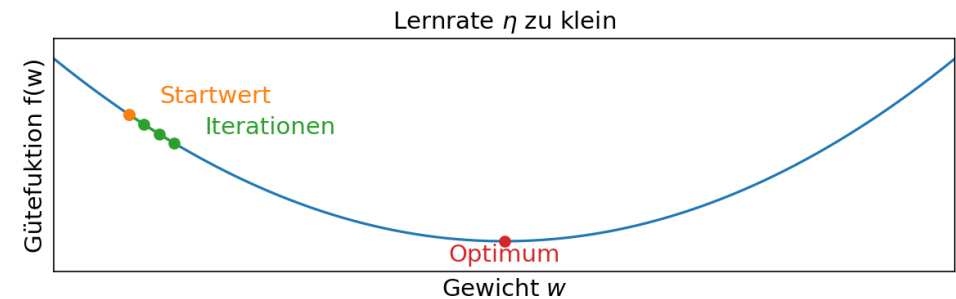 Lernrate η zu klein
Gütefuktion f(w)
Startwert
Iterationen
Optimum
Gewicht w